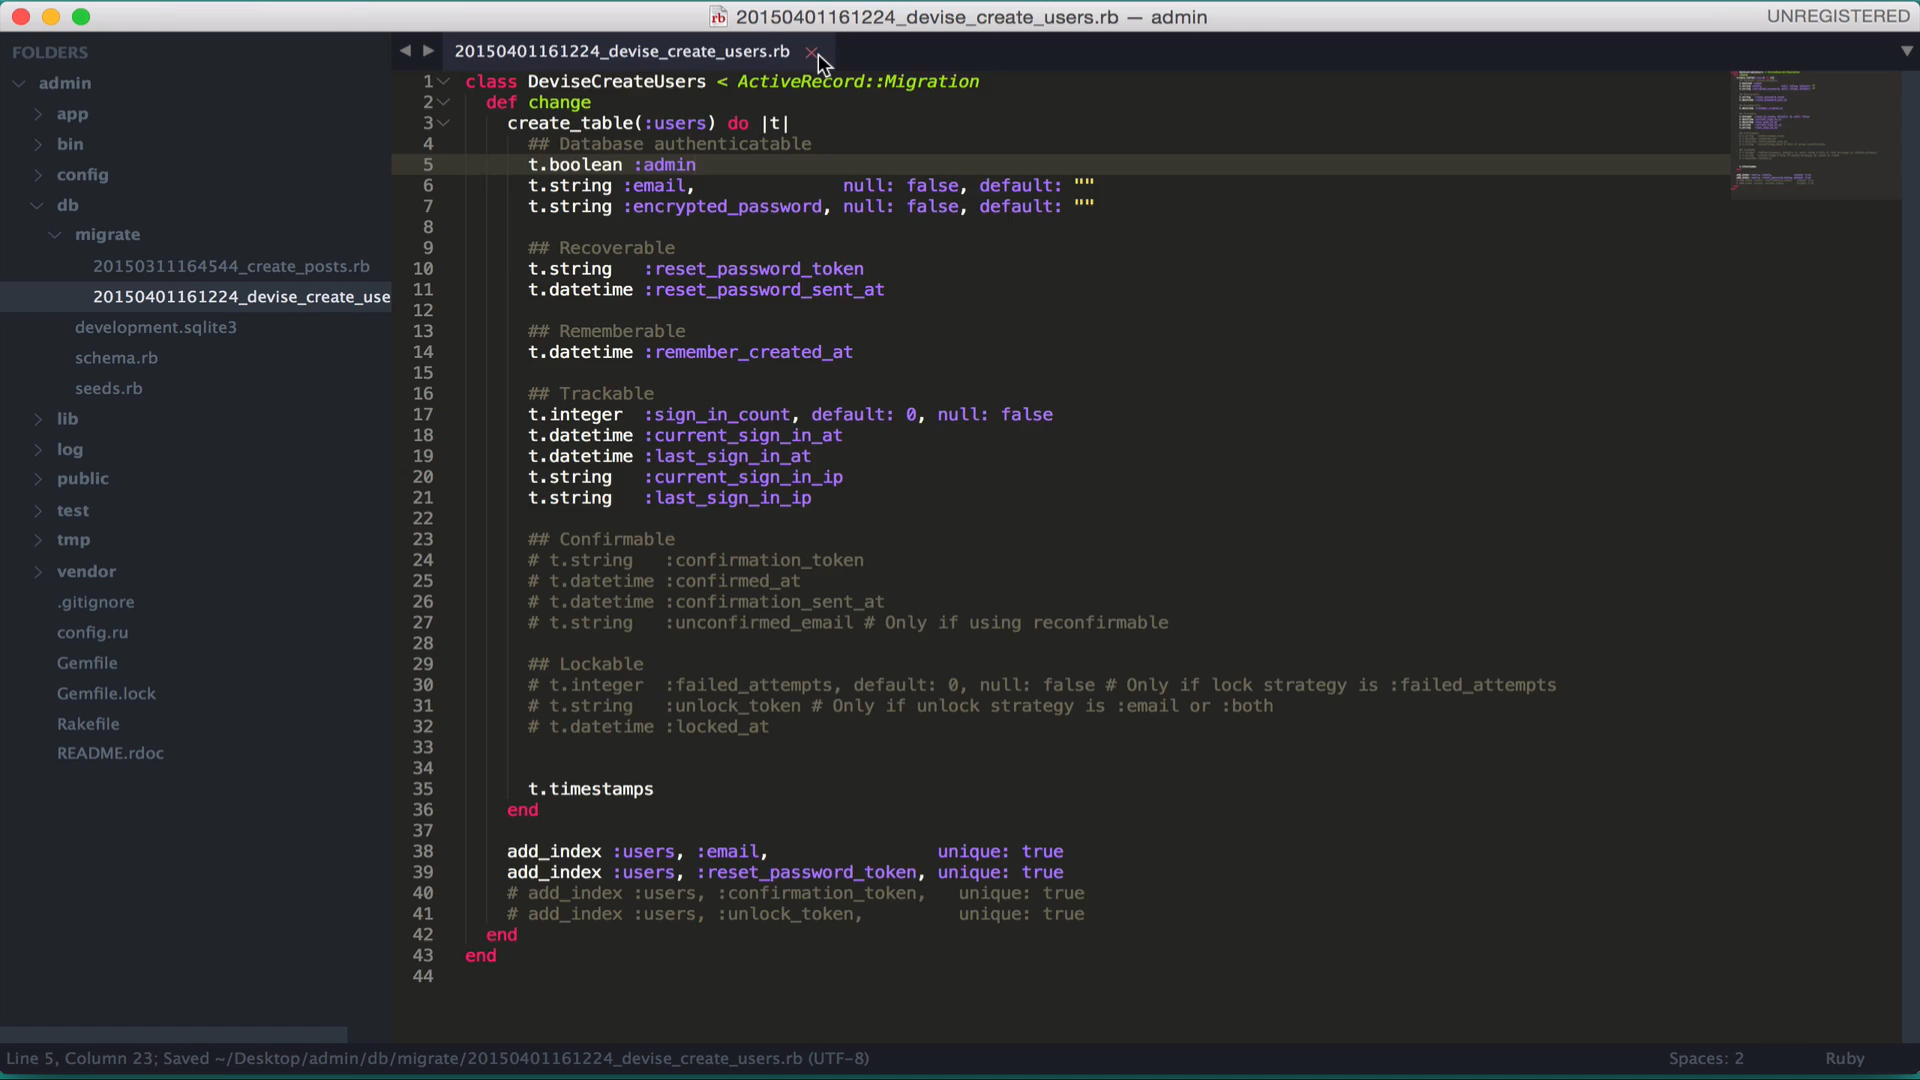 20150401161224_devise_create_users.rb — admin
UNREGISTERED
FOLDERS
admin
app
bin
config
db
migrate
20150311164544_create_posts.rb
20150401161224_devise_create_use
development.sqlite3
schema.rb
seeds.rb
lib
log
public
test
tmp
vendor
.gitignore
config.ru
Gemfile
Gemfile.lock
Rakefile
README.rdoc
20150401161224_devise_create_users.rb
1 class DeviseCreateUsers < ActiveRecord::Migration
2 def change
3 create_table(:users) do |t|
4 ## Database authenticatable
5 t.boolean :admin
6 t.string :email, null: false, default: ""
7 t.string :encrypted_password, null: false, default: ""
8
9 ## Recoverable
10 t.string :reset_password_token
11 t.datetime :reset_password_sent_at
12
13 ## Rememberable
14 t.datetime :remember_created_at
15
16 ## Trackable
17 t.integer :sign_in_count, default: 0, null: false
18 t.datetime :current_sign_in_at
19 t.datetime :last_sign_in_at
20 t.string :current_sign_in_ip
21 t.string :last_sign_in_ip
22
23 ## Confirmable
24 # t.string :confirmation_token
25 # t.datetime :confirmed_at
26 # t.datetime :confirmation_sent_at
27 # t.string :unconfirmed_email # Only if using reconfirmable
28
29 ## Lockable
30 # t.integer :failed_attempts, default: 0, null: false # Only if lock strategy is :failed_attempts
31 # t.string :unlock_token # Only if unlock strategy is :email or :both
32 # t.datetime :locked_at
33
34
35 t.timestamps
36 end
37
38 add_index :users, :email, unique: true
39 add_index :users, :reset_password_token, unique: true
40 # add_index :users, :confirmation_token, unique: true
41 # add_index :users, :unlock_token, unique: true
42 end
43 end
44
Line 5, Column 23; Saved ~/Desktop/admin/db/migrate/20150401161224_devise_create_users.rb (UTF-8)
Spaces: 2
Ruby